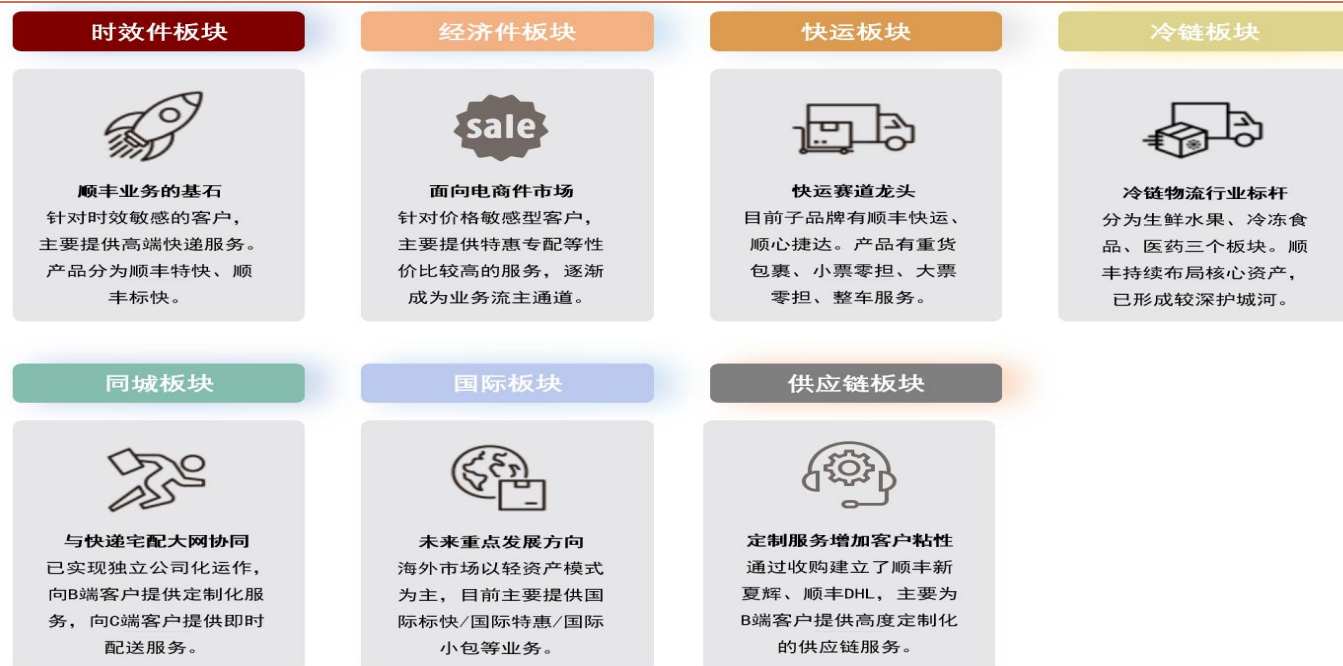 时效件板块
顺丰业务的基石
针对时效敏感的客户，
主要提供高端快递服务。
产品分为顺丰特快、顺
丰标快。
经济件板块
sale
面向电商件市场
针对价格敏感型客户，
主要提供特惠专配等性
价比较高的服务，逐渐
成为业务流主通道。
快运板块
快运赛道龙头
目前子品牌有顺丰快运、
顺心捷达。产品有重货
包裹、小票零担、大票
零担、整车服务。
冷链板块
冷链物流行业标杆
分为生鲜水果、冷冻食
品、医药三个板块。顺
丰持续布局核心资产，
已形成较深护城河。
同城板块
与快递宅配大网协同
已实现独立公司化运作，
向B端客户提供定制化服
务，向C端客户提供即时
配送服务。
国际板块
未来重点发展方向
海外市场以轻资产模式
为主，目前主要提供国
际标快/国际特惠/国际
小包等业务。
供应链板块
定制服务增加客户粘性
通过收购建立了顺丰新
夏晖、顺丰DHL，主要为
B端客户提供高度定制化
的供应链服务。